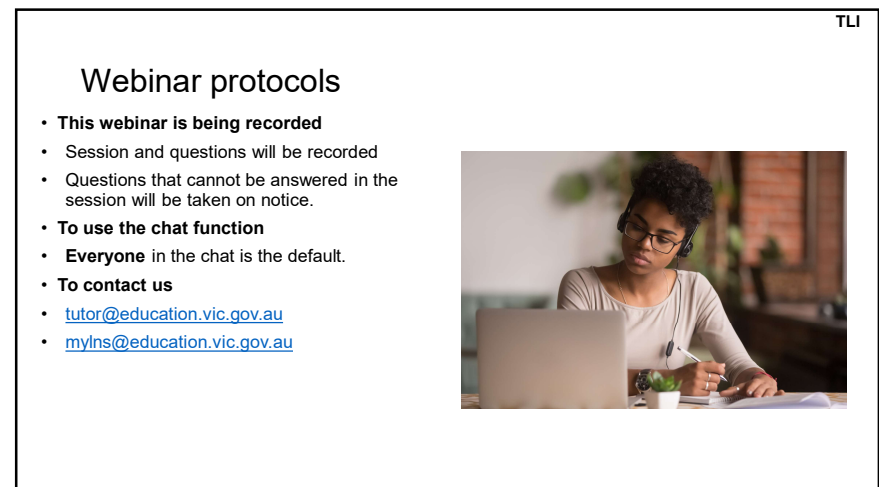 TLI
Webinar protocols
• This webinar is being recorded
• Session and questions will be recorded
• Questions that cannot be answered in the
session will be taken on notice.
• To use the chat function
• Everyone in the chat is the default.
• To contact us
• tutor@education.vic.gov.au
• mylns@education.vic.gov.au